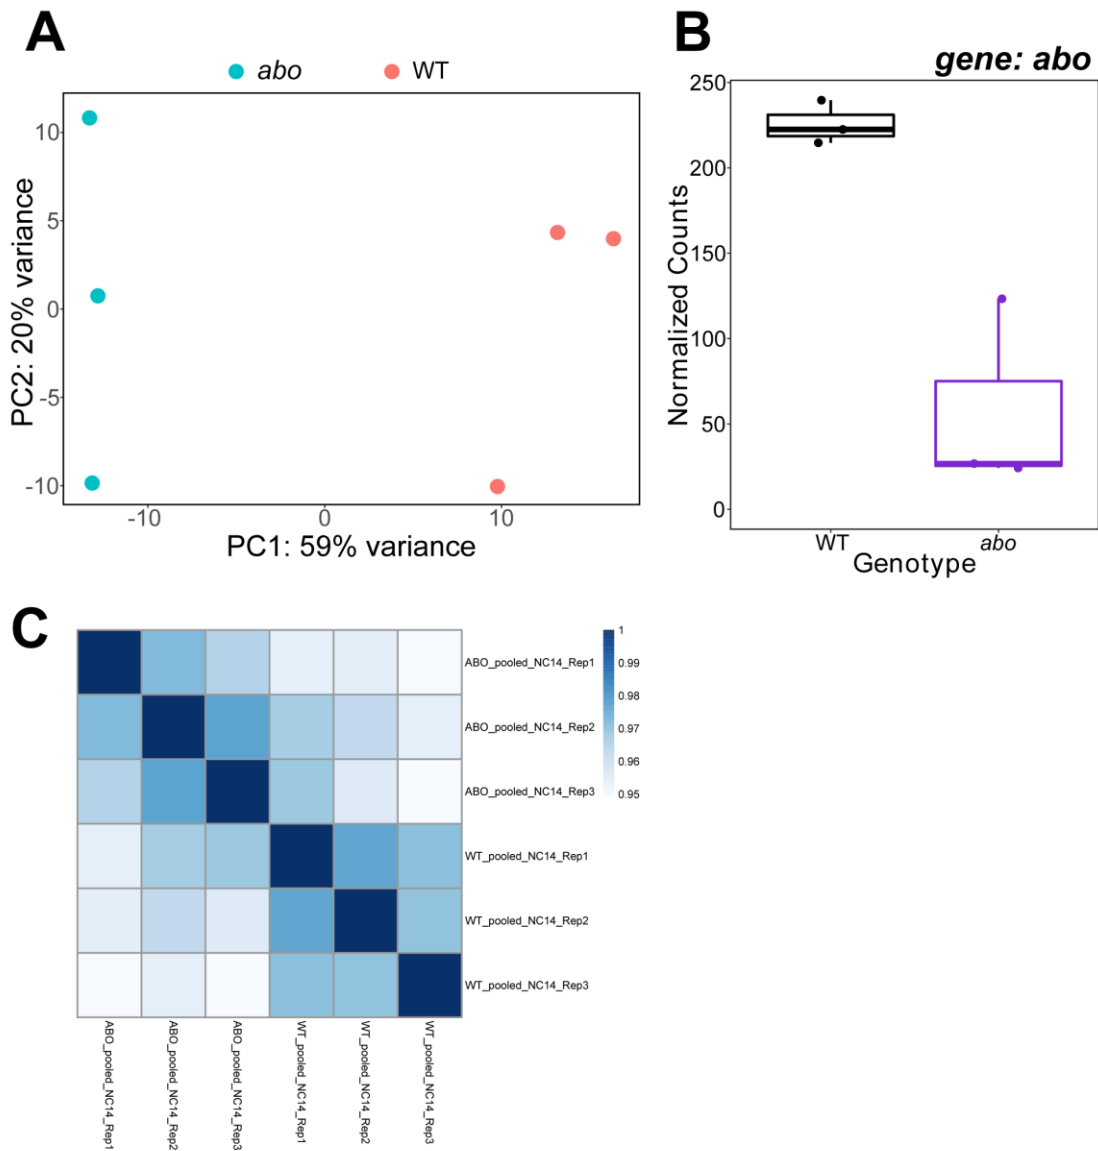 A
abo
WT
PC2: 20% variance
10
5
0
-5
-10
-10
0
10
PC1: 59% variance
B
gene: abo
Normalized Counts
250
200
150
100
50
0
WT
abo
Genotype
C
1
0.99
0.98
0.97
0.96
0.95
ABO_pooled_NC14_Rep1
ABO_pooled_NC14_Rep2
ABO_pooled_NC14_Rep3
WT_pooled_NC14_Rep1
WT_pooled_NC14_Rep2
WT_pooled_NC14_Rep3
ABO_pooled_NC14_Rep1
ABO_pooled_NC14_Rep2
ABO_pooled_NC14_Rep3
WT_pooled_NC14_Rep1
WT_pooled_NC14_Rep2
WT_pooled_NC14_Rep3